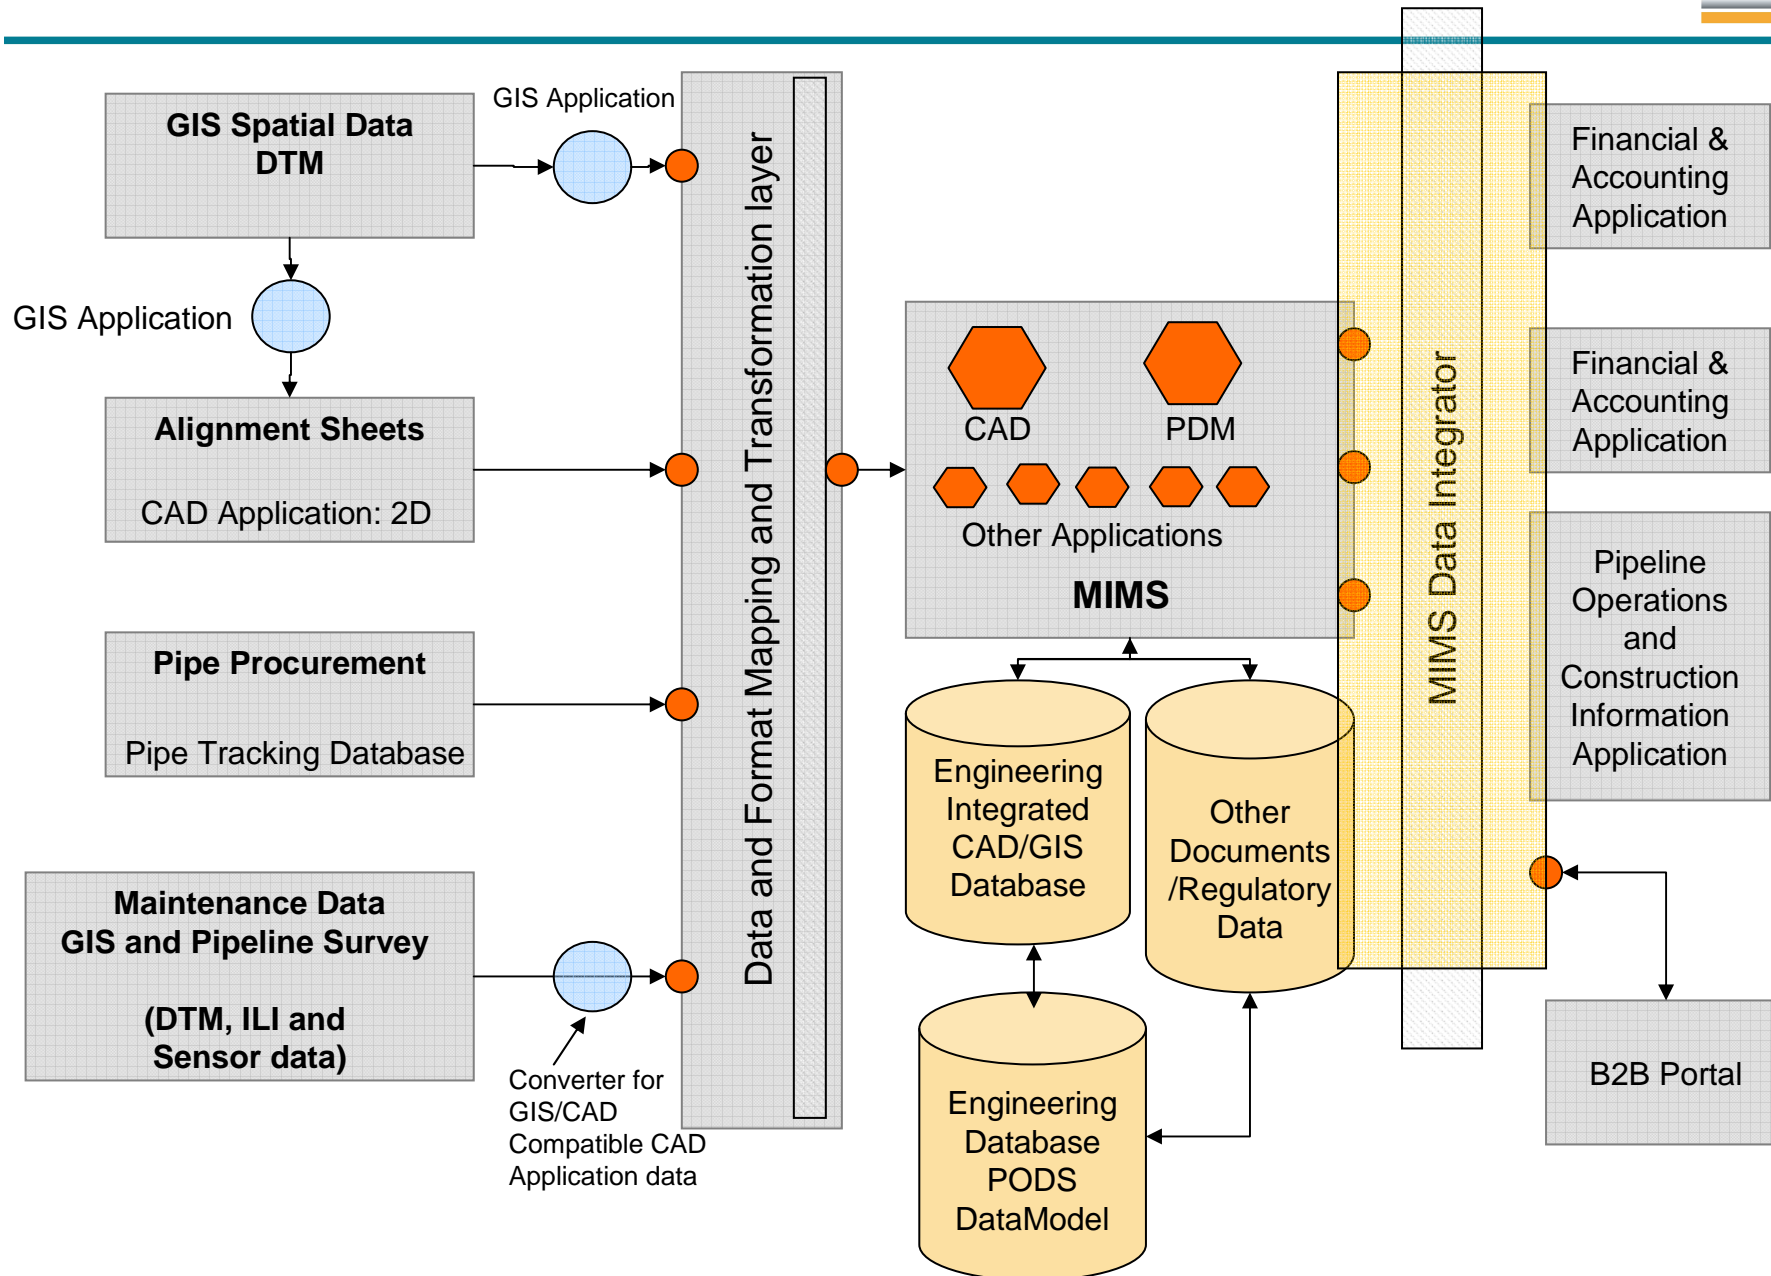 GIS Spatial Data
DTM
GIS Application
GIS Application
Alignment Sheets
CAD Application: 2D
Pipe Procurement
Pipe Tracking Database
Maintenance Data
GIS and Pipeline Survey
(DTM, ILI and
Sensor data)
Converter for
GIS/CAD
Compatible CAD
Application data
Data and Format Mapping and Transformation layer
CAD
PDM
Other Applications
MIMS
Engineering
Integrated
CAD/GIS
Database
Other
Documents
/Regulatory
Data
Engineering
Database
PODS
DataModel
MIMS Data Integrator
Financial &
Accounting
Application
Financial &
Accounting
Application
Pipeline
Operations
and
Construction
Information
Application
B2B Portal